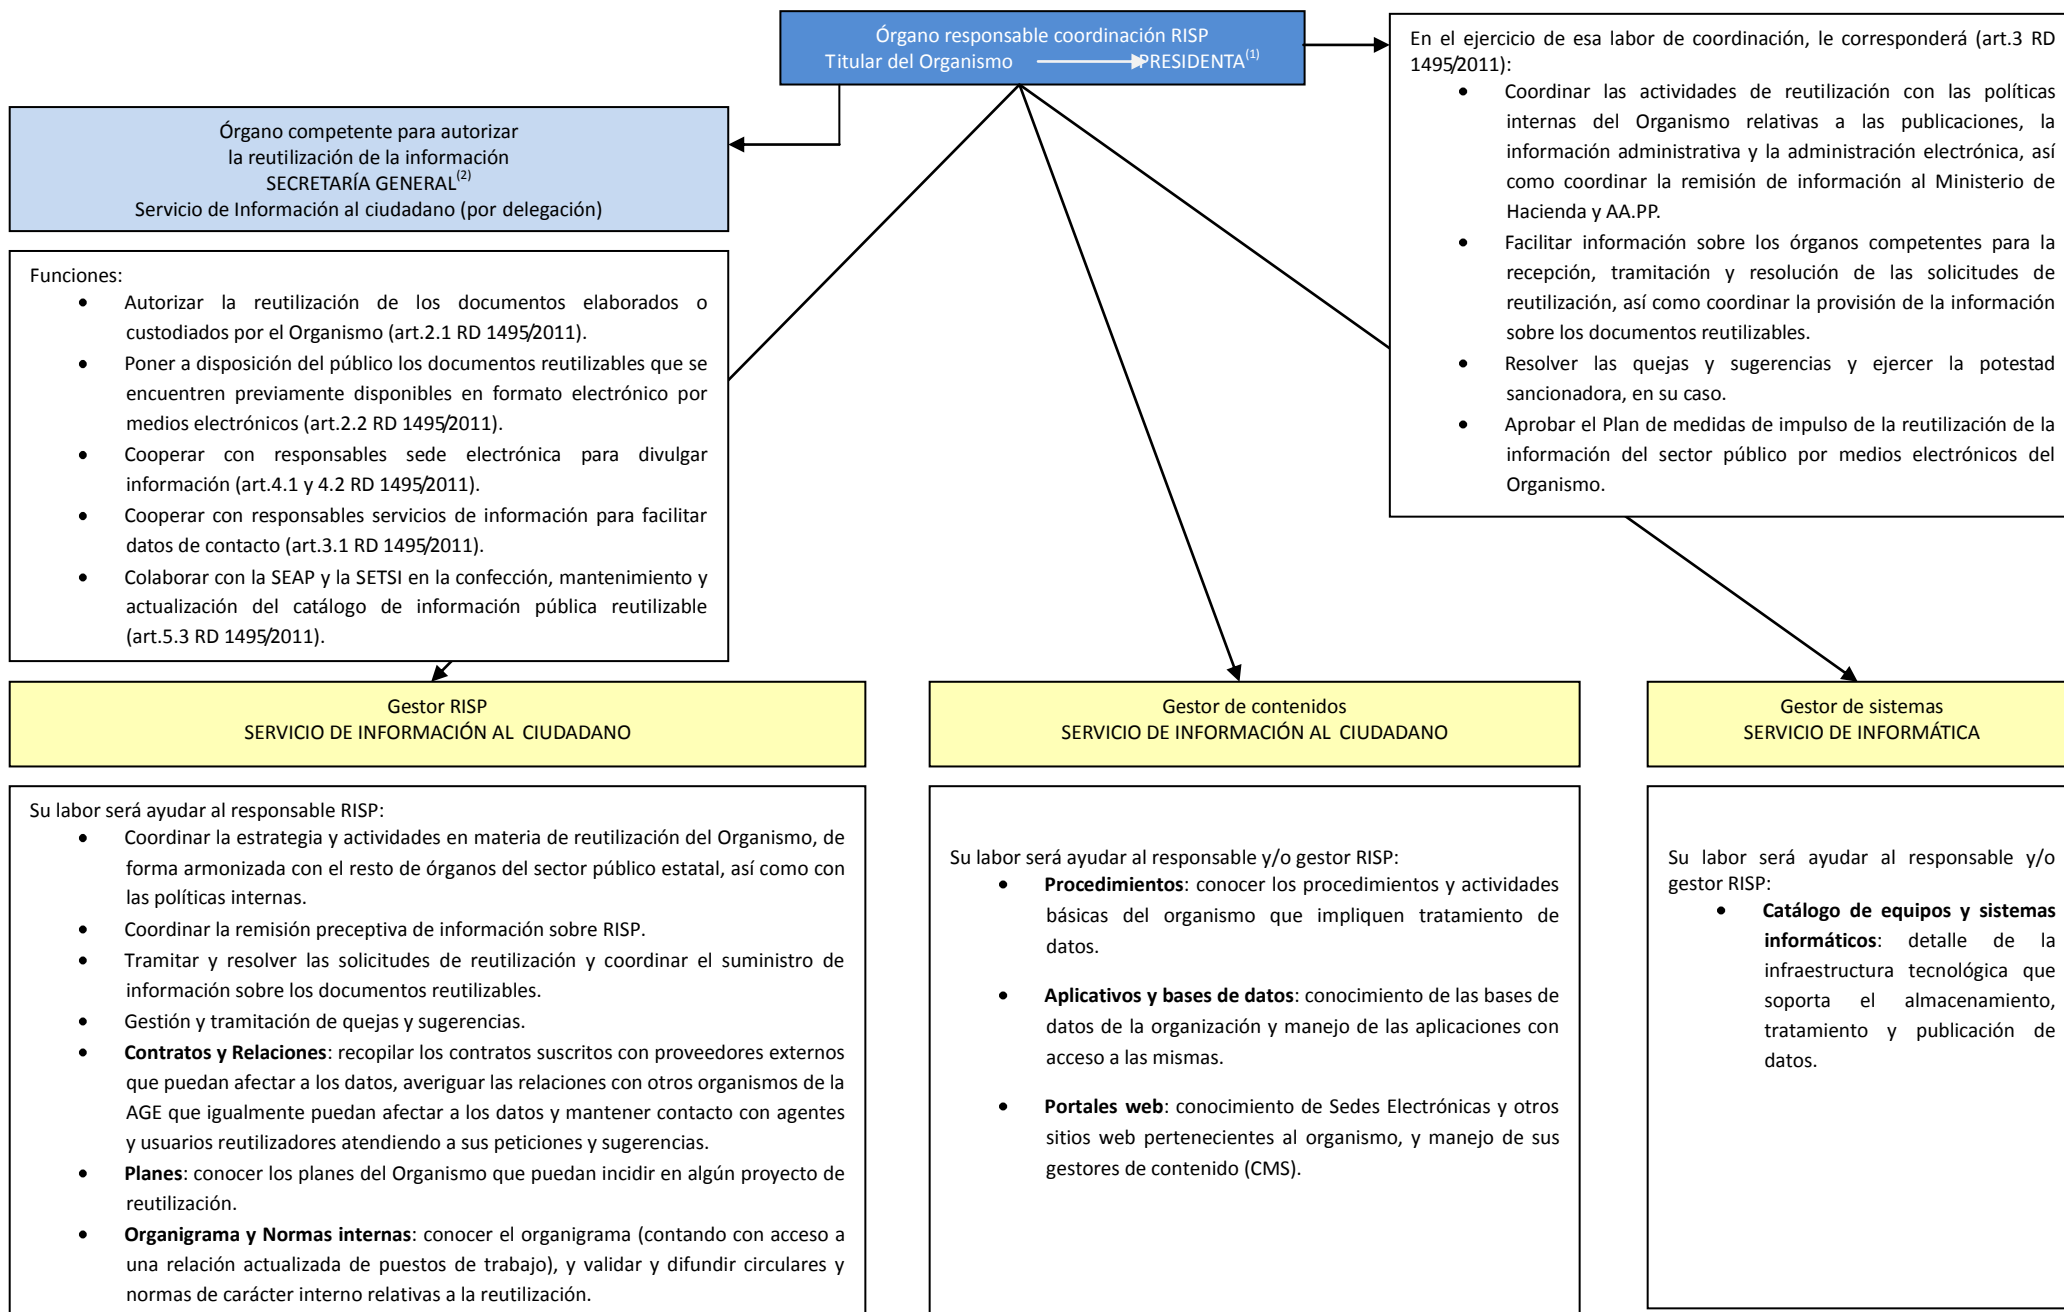 Órgano responsable coordinación RISP
Titular del Organismo PRESIDENTA(1)
En el ejercicio de esa labor de coordinación, le corresponderá (art.3 RD
1495/2011):
• Coordinar las actividades de reutilización con las políticas
internas del Organismo relativas a las publicaciones, la
información administrativa y la administración electrónica, así
como coordinar la remisión de información al Ministerio de
Hacienda y AA.PP.
• Facilitar información sobre los órganos competentes para la
recepción, tramitación y resolución de las solicitudes de
reutilización, así como coordinar la provisión de la información
sobre los documentos reutilizables.
• Resolver las quejas y sugerencias y ejercer la potestad
sancionadora, en su caso.
• Aprobar el Plan de medidas de impulso de la reutilización de la
información del sector público por medios electrónicos del
Organismo.
Órgano competente para autorizar
la reutilización de la información
SECRETARÍA GENERAL(2)
Servicio de Información al ciudadano (por delegación)
Funciones:
• Autorizar la reutilización de los documentos elaborados o
custodiados por el Organismo (art.2.1 RD 1495/2011).
• Poner a disposición del público los documentos reutilizables que se
encuentren previamente disponibles en formato electrónico por
medios electrónicos (art.2.2 RD 1495/2011).
• Cooperar con responsables sede electrónica para divulgar
información (art.4.1 y 4.2 RD 1495/2011).
• Cooperar con responsables servicios de información para facilitar
datos de contacto (art.3.1 RD 1495/2011).
• Colaborar con la SEAP y la SETSI en la confección, mantenimiento y
actualización del catálogo de información pública reutilizable
(art.5.3 RD 1495/2011).
Gestor RISP
SERVICIO DE INFORMACIÓN AL CIUDADANO
Su labor será ayudar al responsable RISP:
• Coordinar la estrategia y actividades en materia de reutilización del Organismo, de
forma armonizada con el resto de órganos del sector público estatal, así como con
las políticas internas.
• Coordinar la remisión preceptiva de información sobre RISP.
• Tramitar y resolver las solicitudes de reutilización y coordinar el suministro de
información sobre los documentos reutilizables.
• Gestión y tramitación de quejas y sugerencias.
• Contratos y Relaciones: recopilar los contratos suscritos con proveedores externos
que puedan afectar a los datos, averiguar las relaciones con otros organismos de la
AGE que igualmente puedan afectar a los datos y mantener contacto con agentes
y usuarios reutilizadores atendiendo a sus peticiones y sugerencias.
• Planes: conocer los planes del Organismo que puedan incidir en algún proyecto de
reutilización.
• Organigrama y Normas internas: conocer el organigrama (contando con acceso a
una relación actualizada de puestos de trabajo), y validar y difundir circulares y
normas de carácter interno relativas a la reutilización.
Gestor de contenidos
SERVICIO DE INFORMACIÓN AL CIUDADANO
Su labor será ayudar al responsable y/o gestor RISP:
• Procedimientos: conocer los procedimientos y actividades
básicas del organismo que impliquen tratamiento de
datos.
• Aplicativos y bases de datos: conocimiento de las bases de
datos de la organización y manejo de las aplicaciones con
acceso a las mismas.
• Portales web: conocimiento de Sedes Electrónicas y otros
sitios web pertenecientes al organismo, y manejo de sus
gestores de contenido (CMS).
Gestor de sistemas
SERVICIO DE INFORMÁTICA
Su labor será ayudar al responsable y/o
gestor RISP:
• Catálogo de equipos y sistemas
informáticos: detalle de la
infraestructura tecnológica que
soporta el almacenamiento,
tratamiento y publicación de
datos.